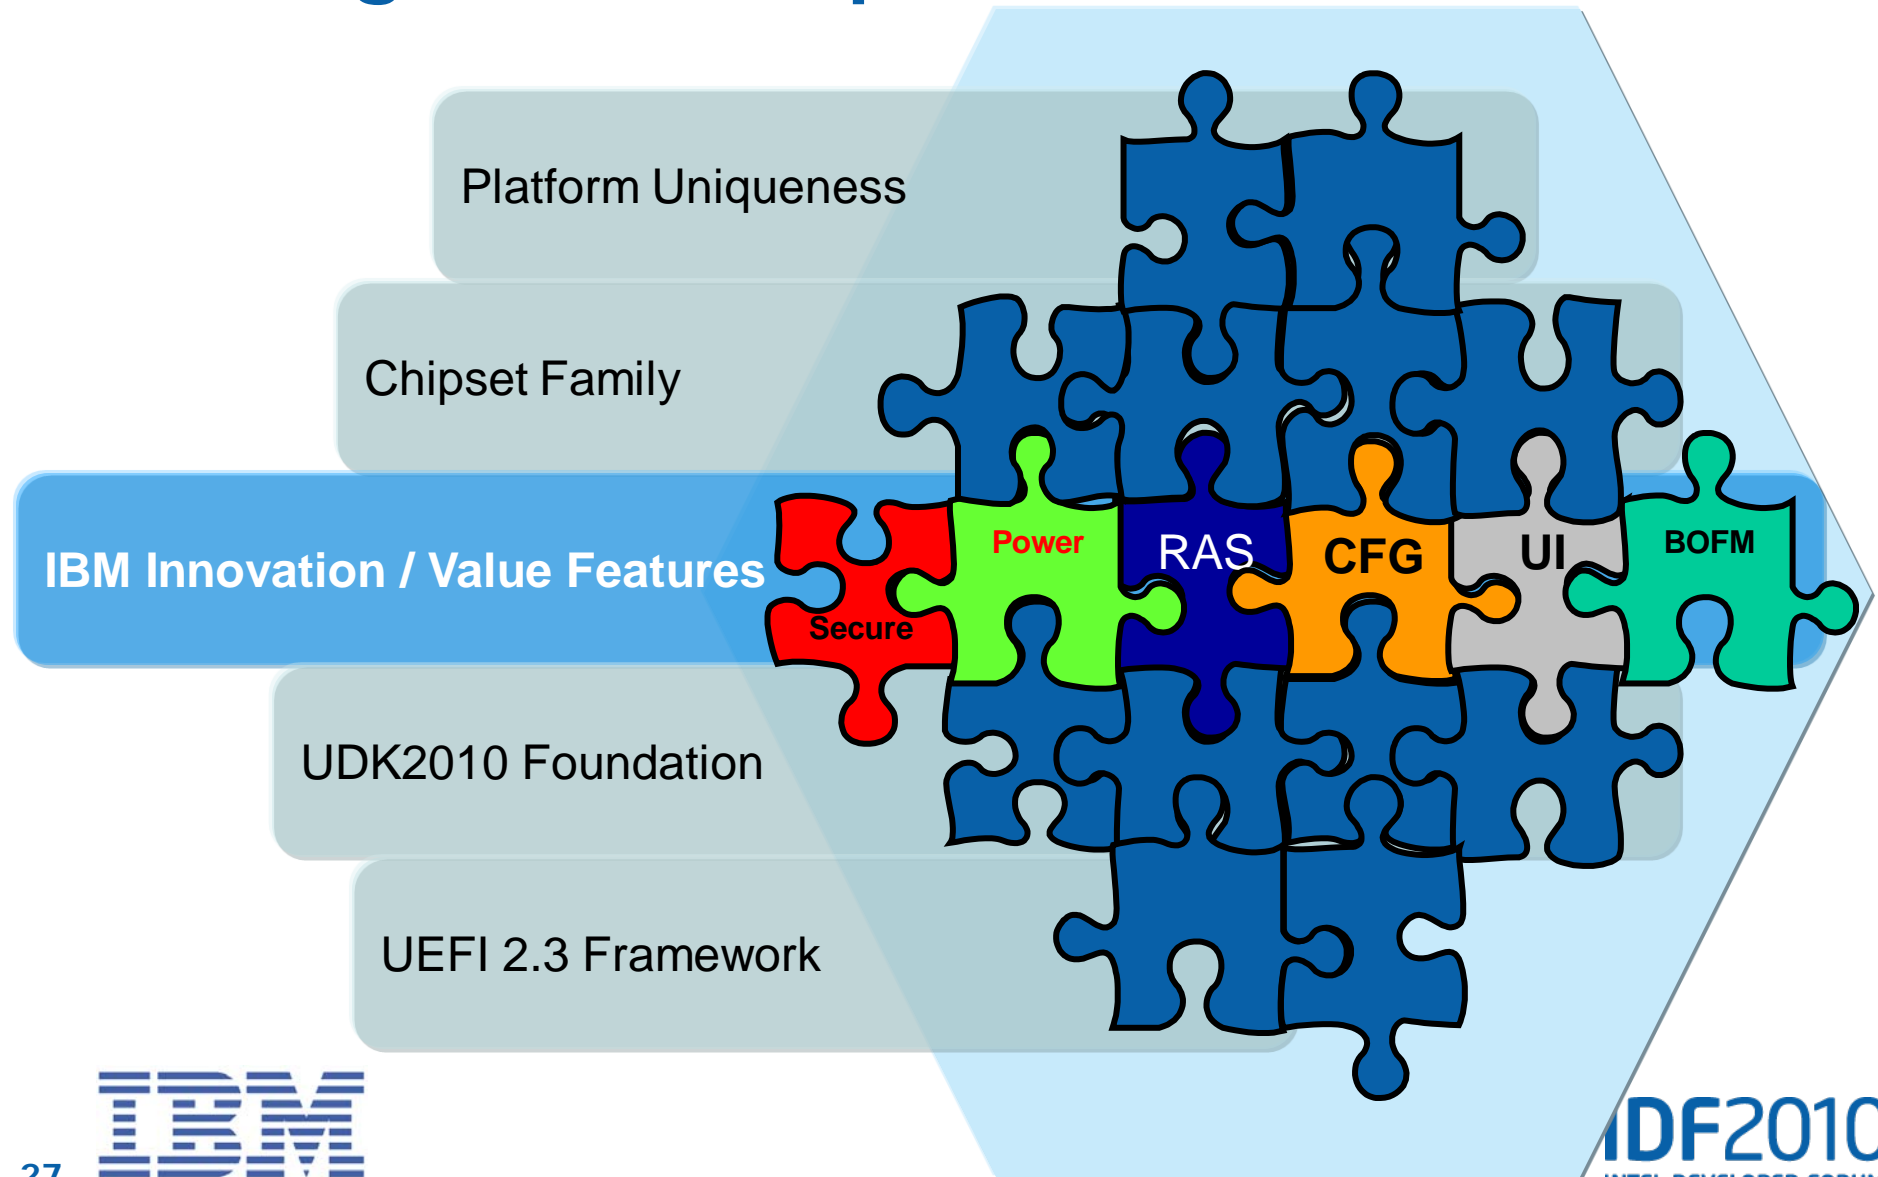 Platform Uniqueness
Chipset Family
IBM Innovation / Value Features
Secure
Power
RAS
CFG
UI
BOFM
UDK2010 Foundation
UEFI 2.3 Framework
IBM
27
IDF2010